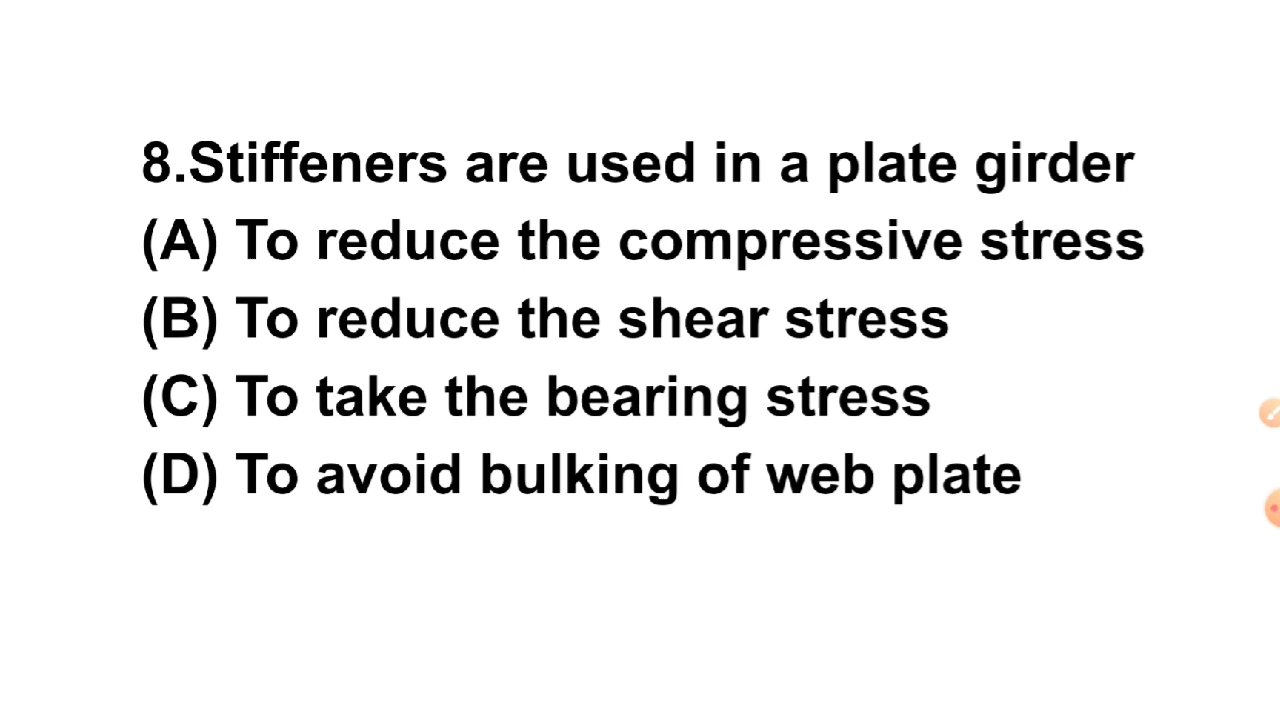 8.Stiffeners are used in a plate girder
(A) To reduce the compressive stress
(B) To reduce the shear stress
(C) To take the bearing stress
(D) To avoid bulking of web plate